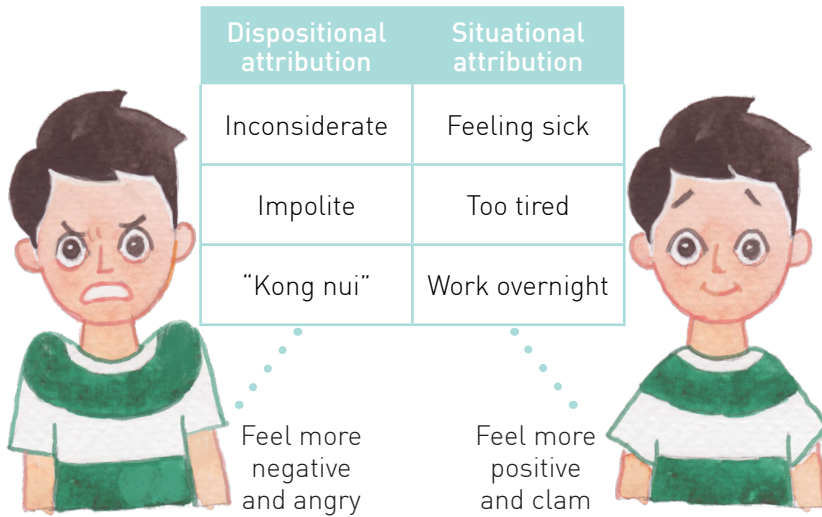 Dispositional
attribution
Situational
attribution
Inconsiderate
Feeling sick
Impolite
Too tired
“Kong nui”
Work overnight
Feel more
negative
and angry
Feel more
positive
and clam